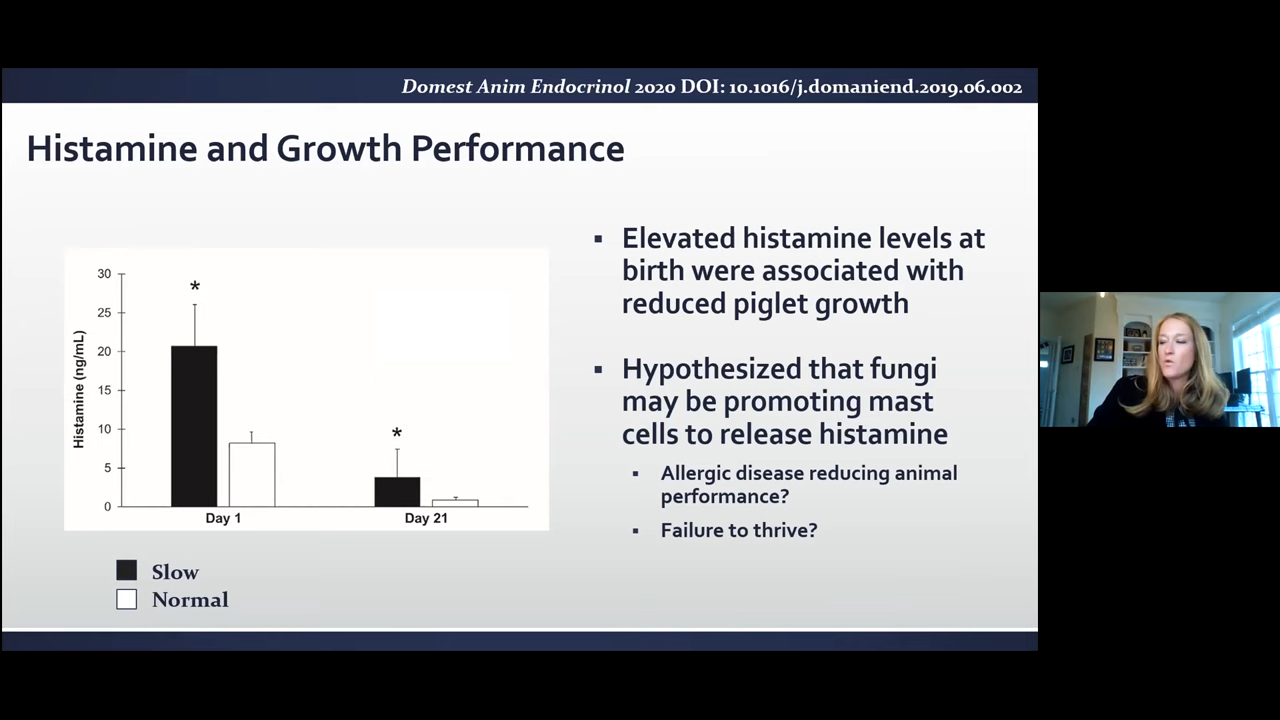 Domest Anim Endocrinol 2020 DOI: 10.1016/j.domaniend.2019.06.002
Histamine and Growth Performance
Histamine (ng/mL)
30
25
20
15
10
5
0
*
*
Day 1
Day 21
Slow
Normal
▪ Elevated histamine levels at
birth were associated with
reduced piglet growth
▪ Hypothesized that fungi
may be promoting mast
cells to release histamine
▪ Allergic disease reducing animal
performance?
▪ Failure to thrive?